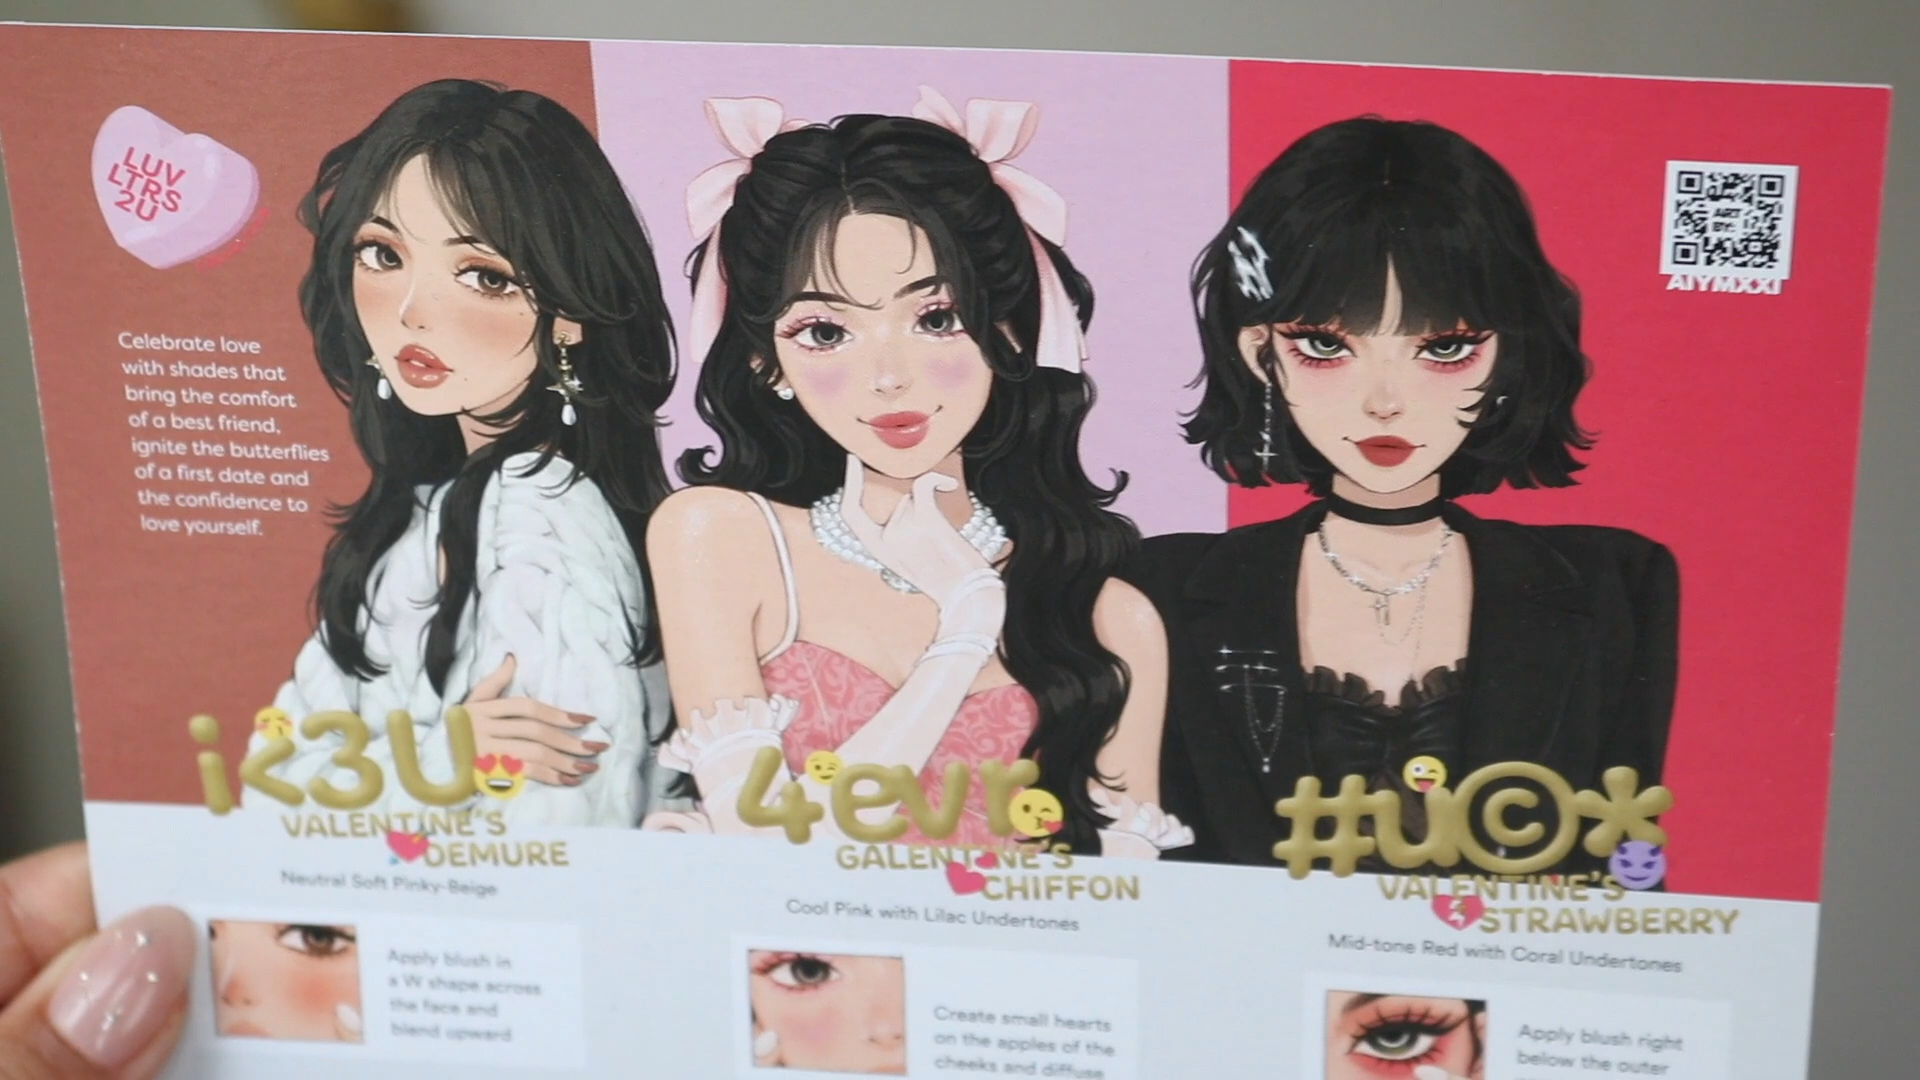 LUV
LTRS
2U
Celebrate love
with shades that
bring the comfort
of a best friend,
ignite the butterflies
of a first date and
the confidence to
love yourself.
ART
BY:
AIYMXXI
i<3U
VALENTINE'S
DEMURE
Neutral Soft Pinky-Beige
Apply blush in
a W shape across
the face and
blend upward
4evr
GALENTINE'S
CHIFFON
Cool Pink with Lilac Undertones
Create small hearts
on the apples of the
cheeks and diffuse
#u©*
VALENTINE'S
STRAWBERRY
Mid-tone Red with Coral Undertones
Apply blush right
below the outer